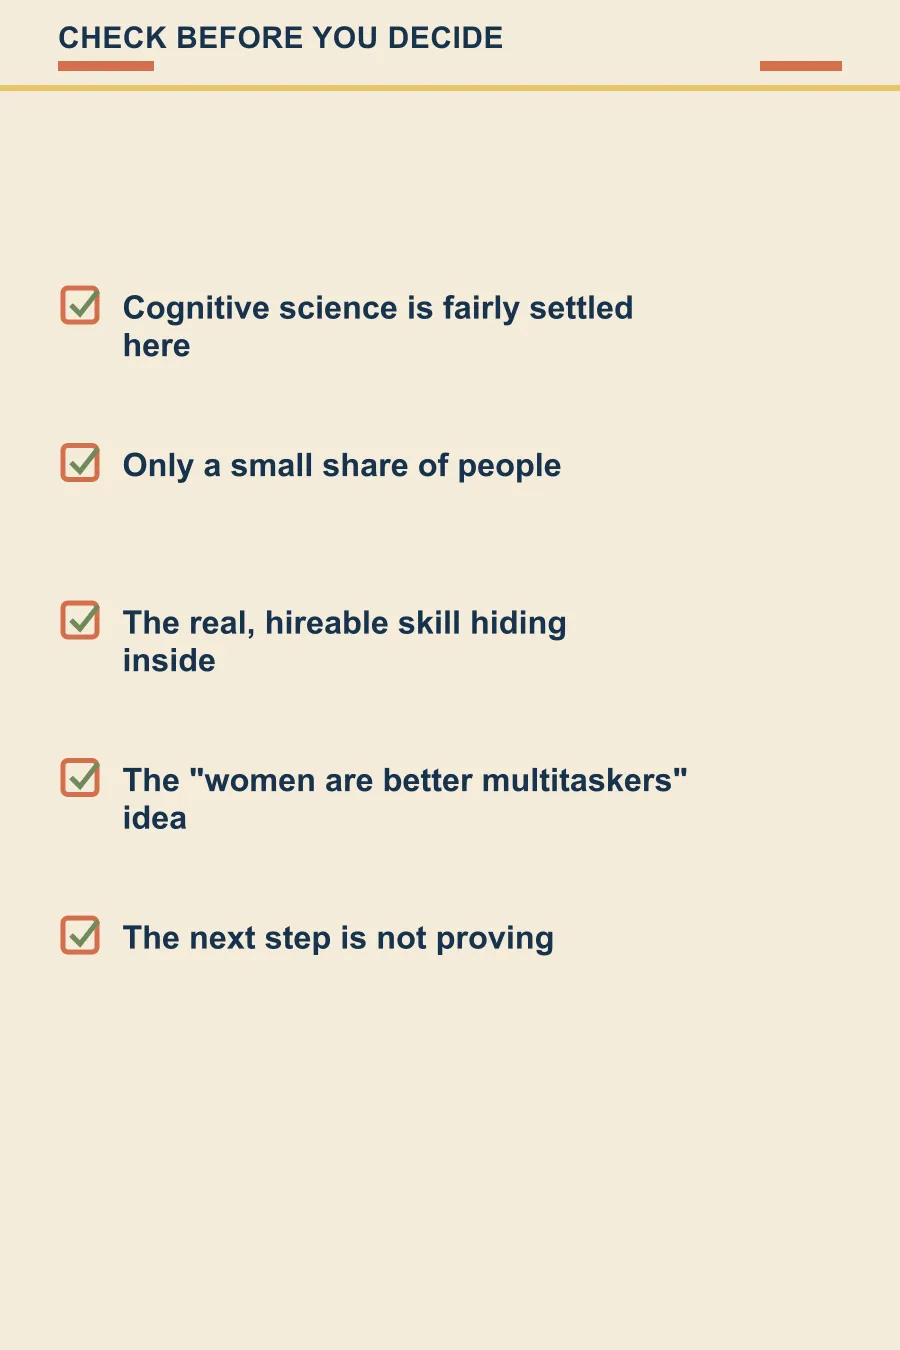 CHECK BEFORE YOU DECIDE
Cognitive science is fairly settled
here
Only a small share of people
The real, hireable skill hiding
inside
The "women are better multitaskers"
idea
The next step is not proving